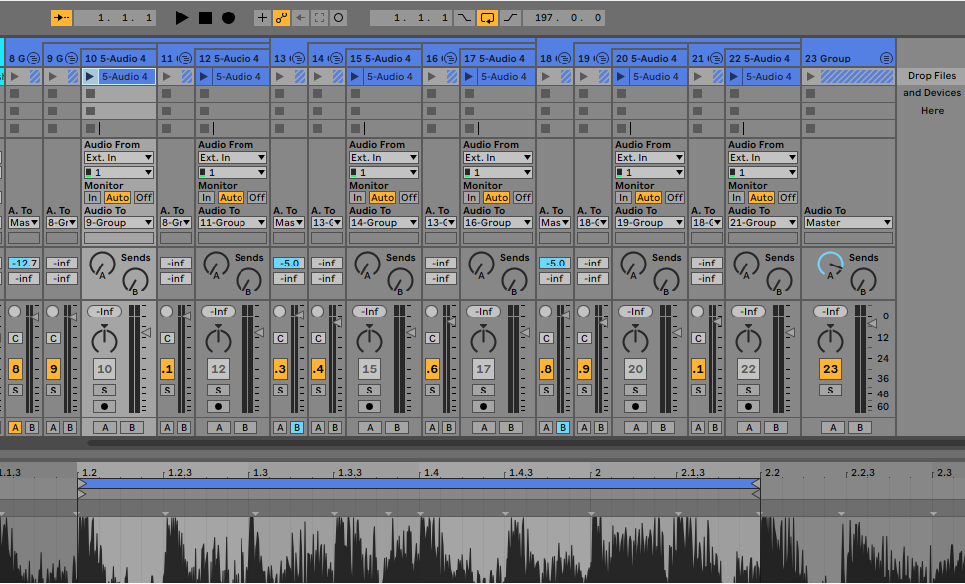 1. 1. 1 1. 1. 1 197. 0. 0
8 G 9 G 10 5-Audio 4 11 12 5-Audio 4 13 14 15 5-Audio 4 16 17 5-Audio 4 18 19 20 5-Audio 4 21 22 5-Audio 4 23 Group
5-Audio 4 5-Audio 4 5-Audio 4 5-Audio 4 5-Audio 4 5-Audio 4 Drop Files
and Devices
Here
Audio From Audio From Audio From Audio From Audio From Audio From
Ext. In Ext. In Ext. In Ext. In Ext. In Ext. In
1 1 1 1 1 1
Monitor Monitor Monitor Monitor Monitor Monitor
In Auto Off In Auto Off In Auto Off In Auto Off In Auto Off In Auto Off
A. To A. To Audio To A. To Audio To A. To A. To Audio To A. To Audio To A. To A. To Audio To A. To Audio To Audio To
Mas 8-Gr 9-Group 8-Gr 11-Group Mas 13-G 14-Group 13-G 16-Group Mas 18-G 19-Group 18-G 21-Group Master
-12.7 -inf Sends -inf Sends -5.0 -inf Sends -inf Sends -5.0 -inf Sends -inf Sends Sends
-inf -inf A B -inf A B -inf -inf A B -inf A B -inf -inf A B -inf A B A B
-Inf -Inf -Inf -Inf -Inf -Inf -Inf 0
C C C C C C C C C 12
24
8 9 10 .1 12 .3 .4 15 .6 17 .8 .9 20 .1 22 23
36
S S S S S S S S S S S S S S S S
48
60
A B A B A B A B A B A B A B A B A B A B A B A B A B A B A B A B
1.1.3 1.2 1.2.3 1.3 1.3.3 1.4 1.4.3 2 2.1.3 2.2 2.2.3 2.3